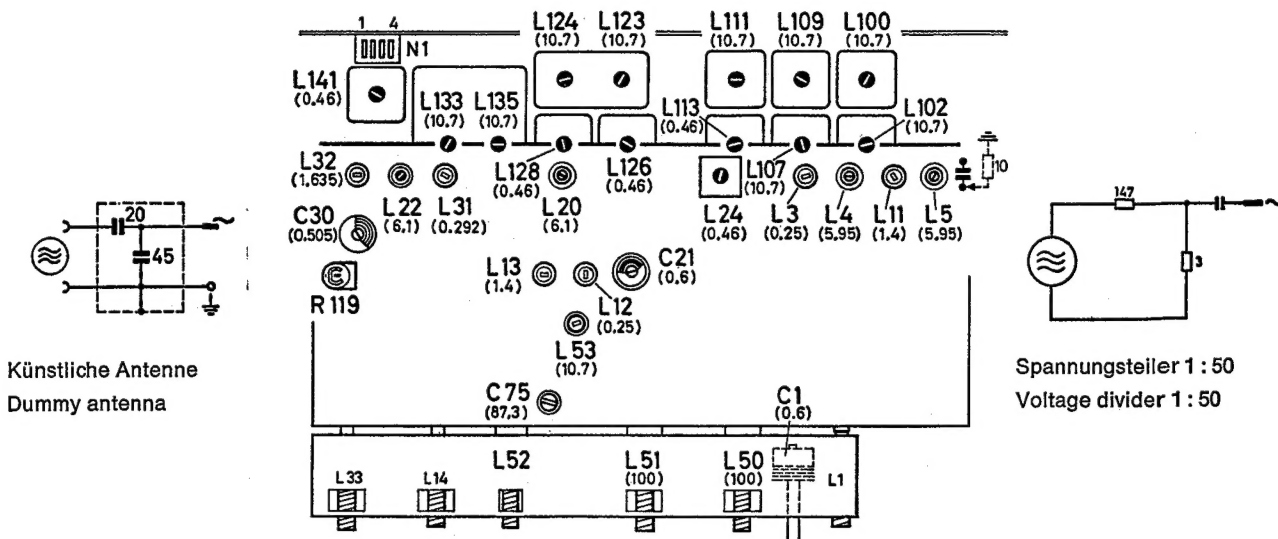 1 4
N1
L124
(10.7)
L123
(10.7)
L111
(10.7)
L109
(10.7)
L100
(10.7)
L141
(0.46)
L133
(10.7)
L135
(10.7)
L113
(0.46)
L102
(10.7)
L32
(1.635)
L128
(0.46)
L126
(0.46)
L107
(10.7)
10
L22
(6.1)
L31
(0.292)
L20
(6.1)
L24
(0.46)
L3
(0.25)
L4
(5.95)
L11
(1.4)
L5
(5.95)
C30
(0.505)
R 119
L13
(1.4)
L12
(0.25)
C21
(0.6)
L53
(10.7)
C75
(87.3)
C1
(0.6)
L33
L14
L52
L51
(100)
L50
(100)
L1
20
45
Künstliche Antenne
Dummy antenna
147
3
Spannungsteiler 1 : 50
Voltage divider 1 : 50